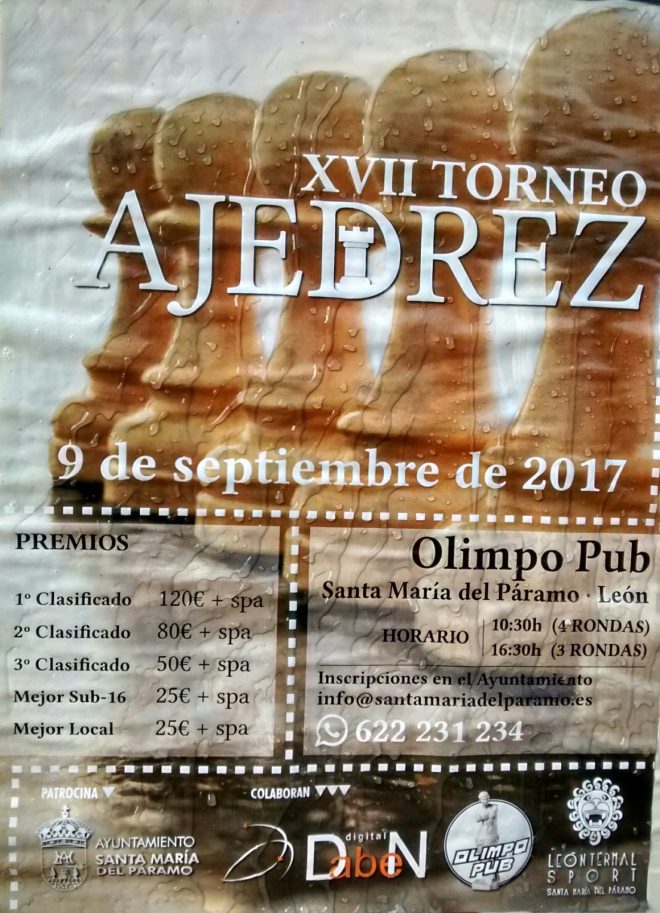 XVII TORNEO
AJEDREZ
9 de septiembre de 2017
PREMIOS
1º Clasificado 120€ + spa
2º Clasificado 80€ + spa
3º Clasificado 50€ + spa
Mejor Sub-16 25€ + spa
Mejor Local 25€ + spa
Olimpo Pub
Santa María del Páramo · León
HORARIO
10:30h (4 RONDAS)
16:30h (3 RONDAS)
Inscripciones en el Ayuntamiento
info@santamariadelparamo.es
622 231 234
PATROCINA
COLABORAN
AYUNTAMIENTO
SANTA MARÍA
DEL PÁRAMO
digital
DabeN
OLIMPO
PUB
LEÓNTERMAL
SPORT
SANTA MARÍA DEL PÁRAMO